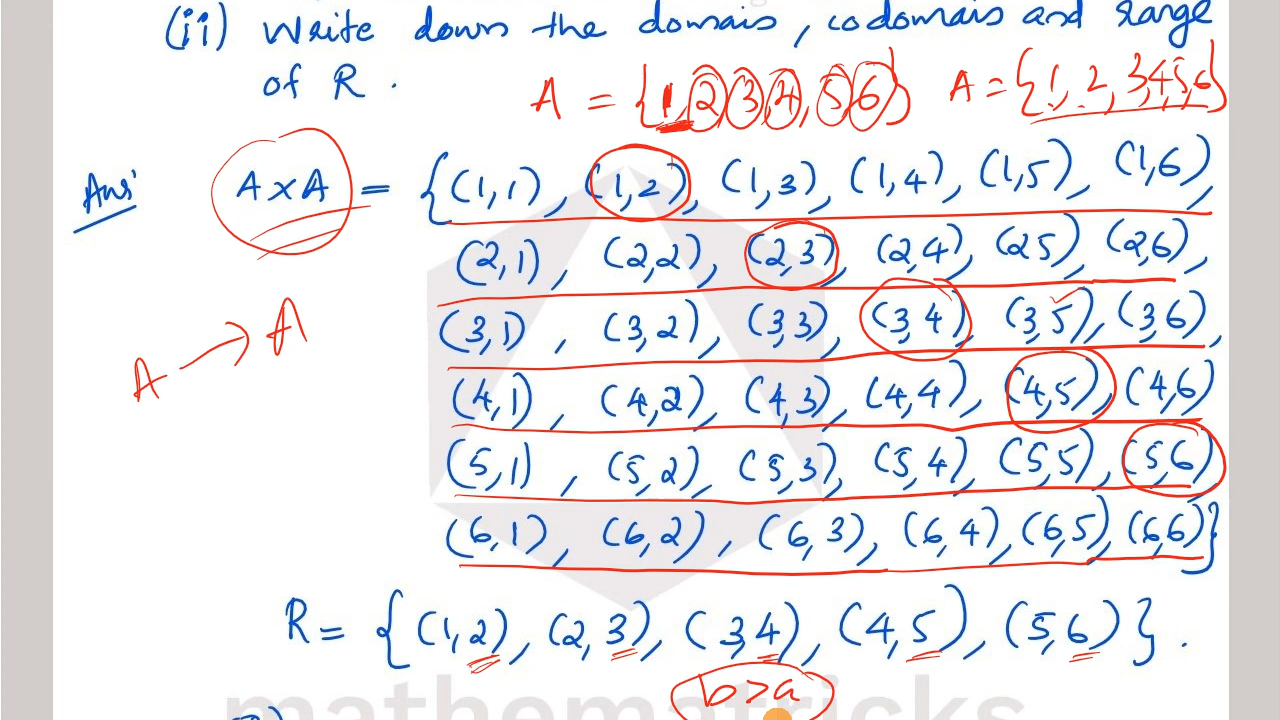 (ii) Write down the domain, codomain and range
of R.
A = {1, 2, 3, 4, 5, 6} A = {1, 2, 3, 4, 5, 6}
Ans: A x A = {(1,1), (1,2), (1,3), (1,4), (1,5), (1,6),
(2,1), (2,2), (2,3), (2,4), (2 5), (2,6),
(3,1), (3,2), (3,3), (3,4), (3,5), (3,6),
A → A
(4,1), (4,2), (4,3), (4,4), (4,5), (4,6)
(5,1), (5,2), (5,3), (5,4), (5,5), (5,6)
(6,1), (6,2), (6,3), (6,4), (6,5), (6,6)}
R = {(1,2), (2,3), (3,4), (4,5), (5,6)}.
b>a
mathematricks